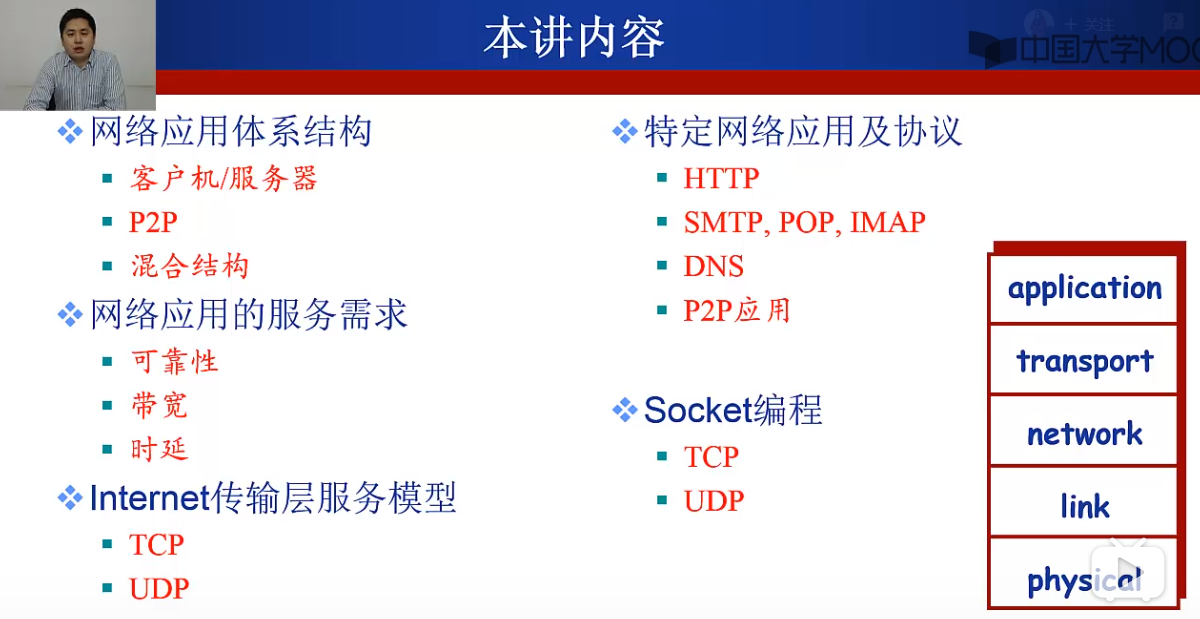 本讲内容
+ 关注
中国大学MOO
网络应用体系结构
客户机/服务器
P2P
混合结构
网络应用的服务需求
可靠性
带宽
时延
Internet传输层服务模型
TCP
UDP
特定网络应用及协议
HTTP
SMTP, POP, IMAP
DNS
P2P应用
Socket编程
TCP
UDP
application
transport
network
link
physical